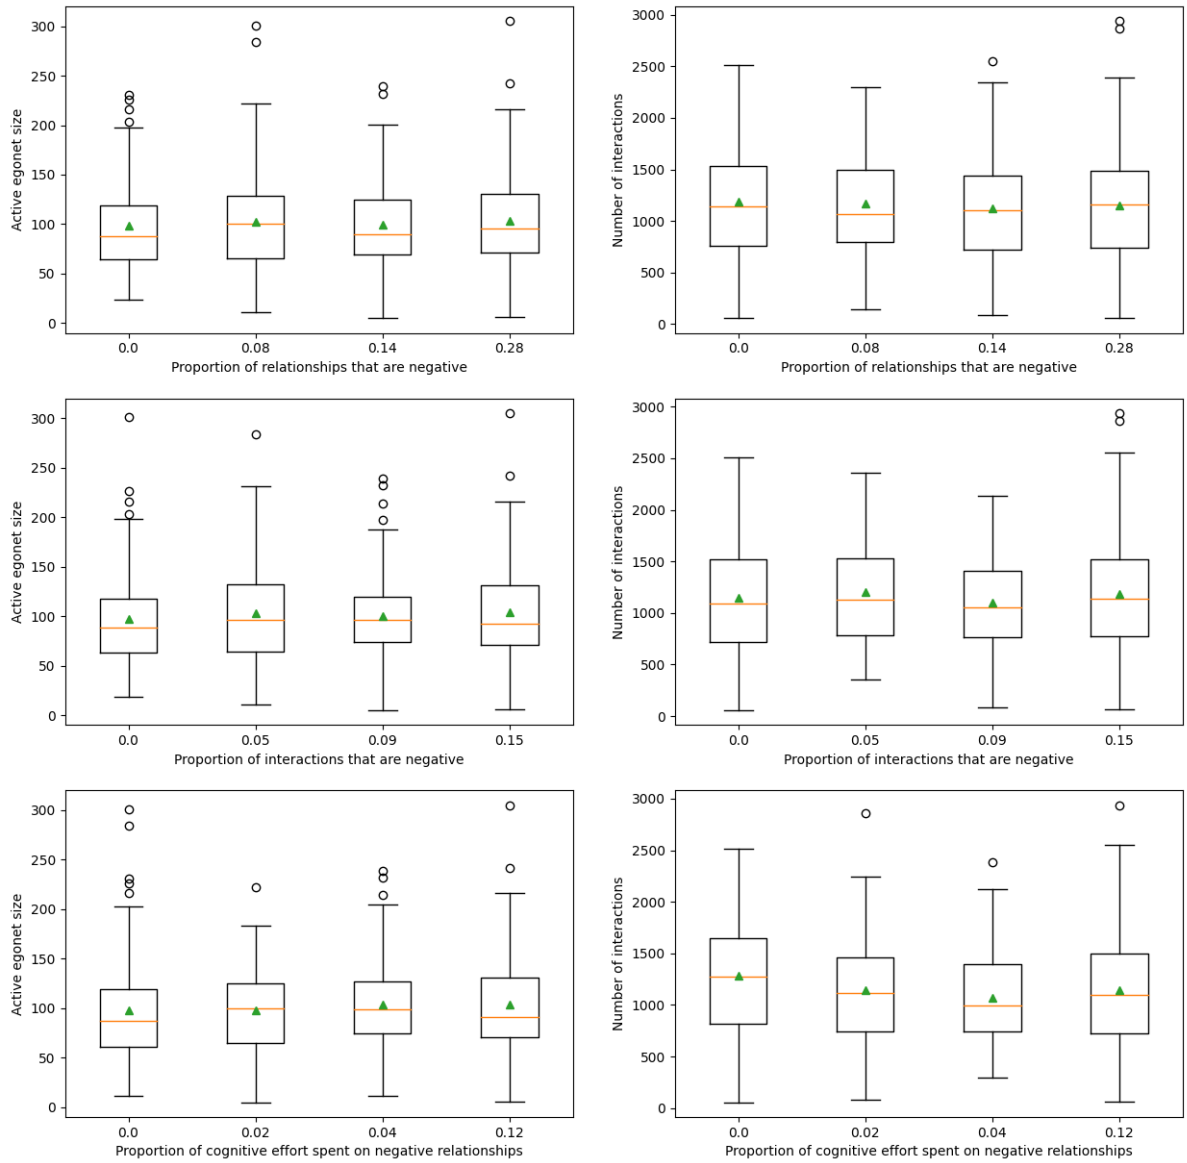 300
250
200
150
100
50
0
Active egonet size
0.0 0.08 0.14 0.28
Proportion of relationships that are negative
3000
2500
2000
1500
1000
500
0
Number of interactions
0.0 0.08 0.14 0.28
Proportion of relationships that are negative
300
250
200
150
100
50
0
Active egonet size
0.0 0.05 0.09 0.15
Proportion of interactions that are negative
3000
2500
2000
1500
1000
500
0
Number of interactions
0.0 0.05 0.09 0.15
Proportion of interactions that are negative
300
250
200
150
100
50
0
Active egonet size
0.0 0.02 0.04 0.12
Proportion of cognitive effort spent on negative relationships
3000
2500
2000
1500
1000
500
0
Number of interactions
0.0 0.02 0.04 0.12
Proportion of cognitive effort spent on negative relationships